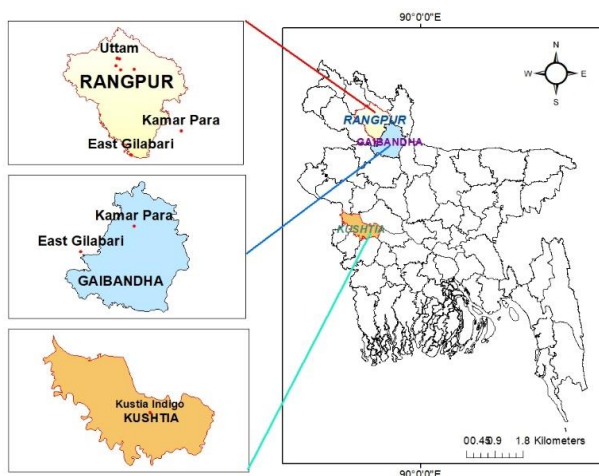 Uttam
RANGPUR
Kamar Para
East Gilabari
Kamar Para
East Gilabari
GAIBANDHA
Kustia Indigo
KUSHTIA
90°0'0"E
N
W E
S
RANGPUR
GAIBANDHA
KUSHTIA
00.450.9 1.8 Kilometers
90°0'0"E